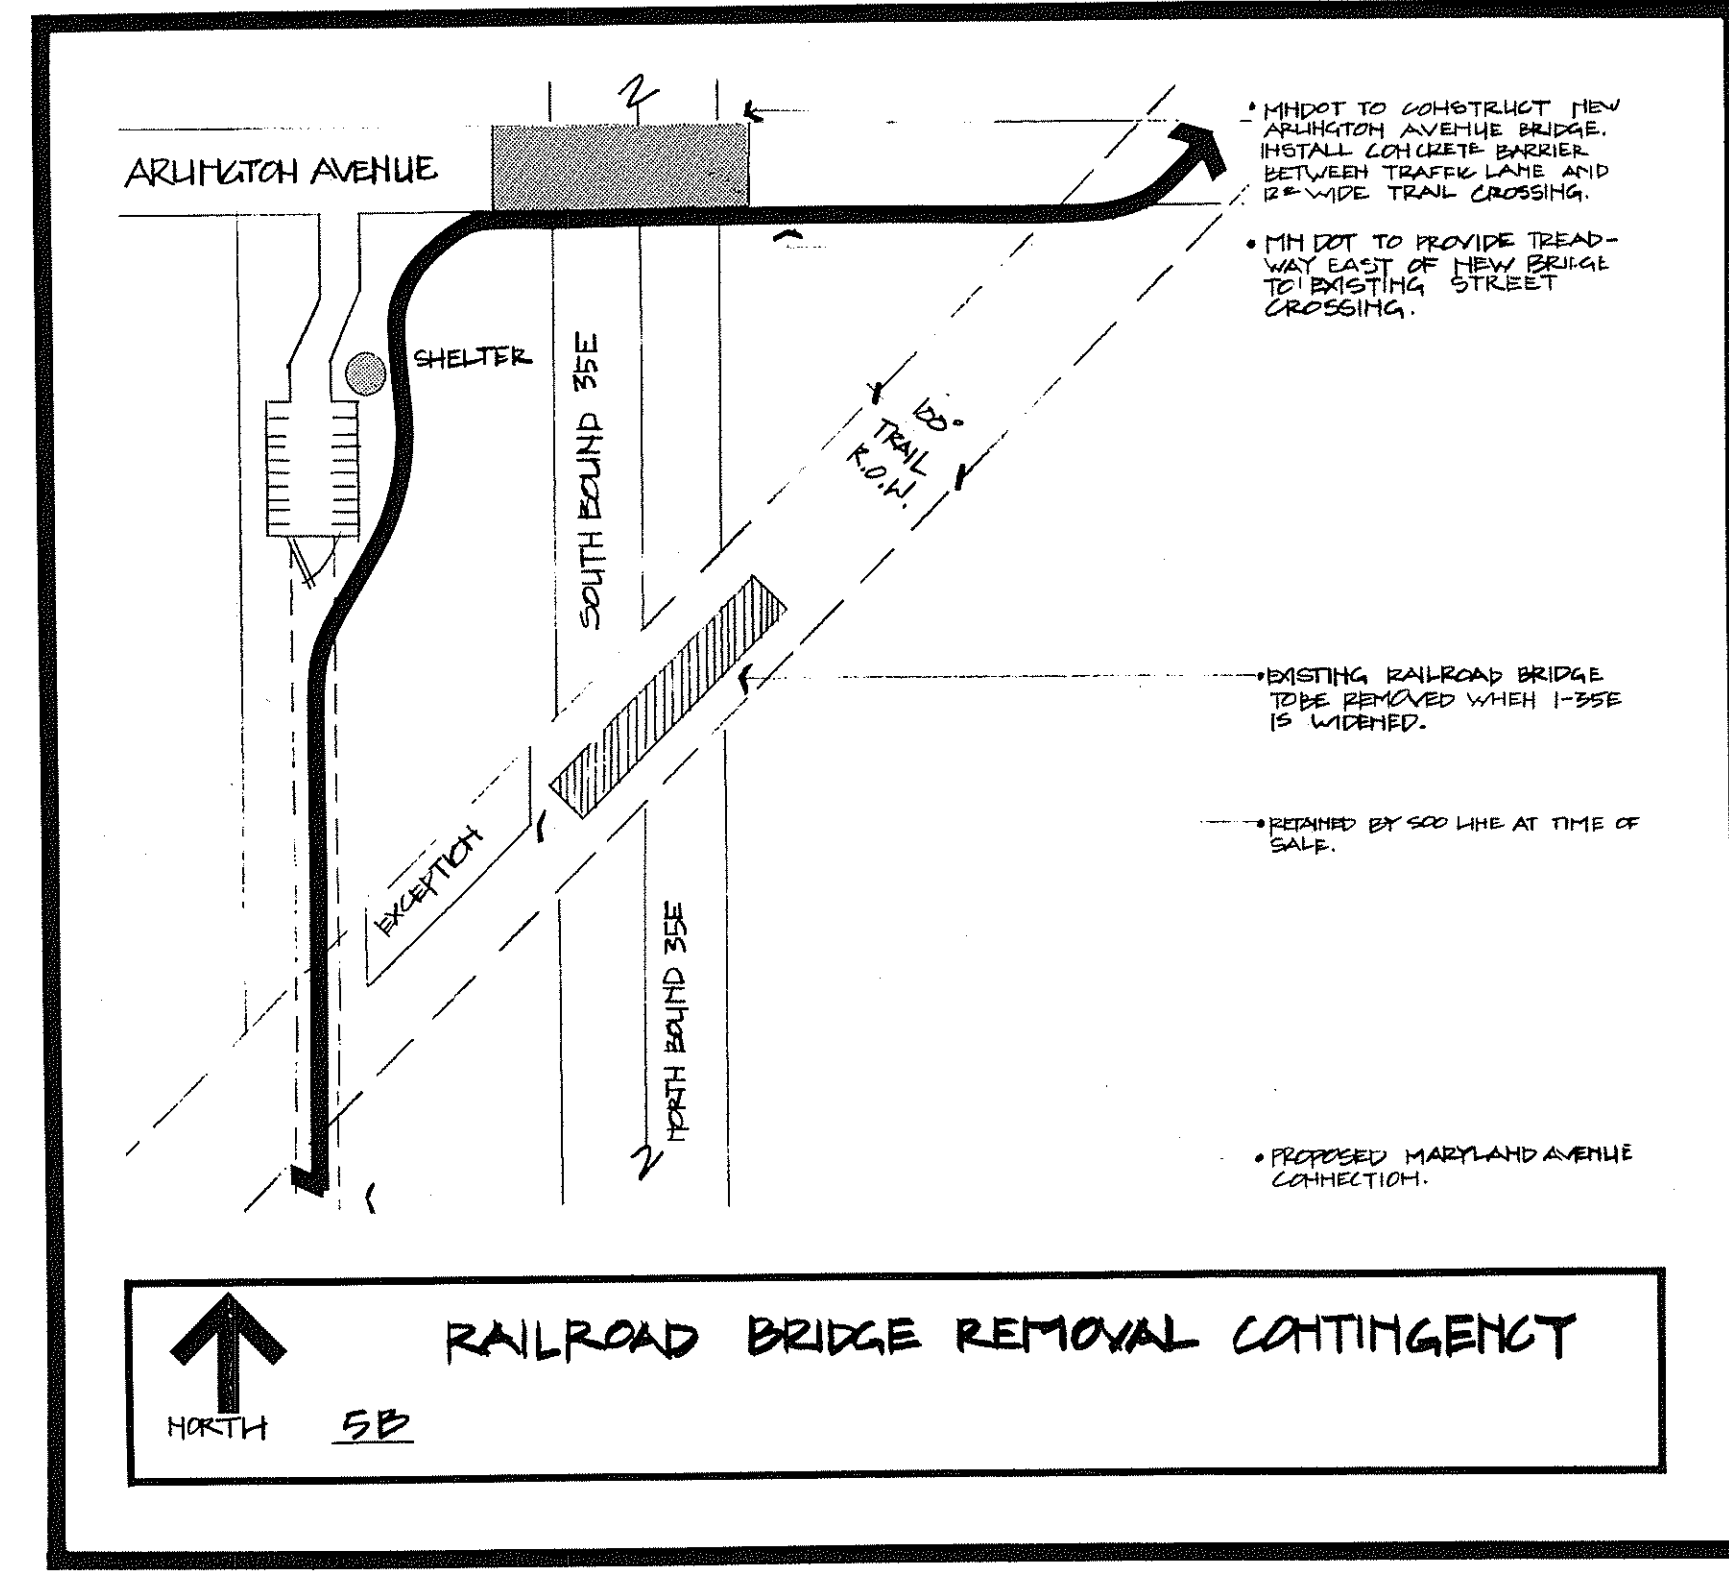 ARLINGTON AVENUE
• MNDOT TO CONSTRUCT NEW
ARLINGTON AVENUE BRIDGE.
INSTALL CONCRETE BARRIER
BETWEEN TRAFFIC LANE AND
WIDE TRAIL CROSSING.
• MN DOT TO PROVIDE TREAD-
WAY EAST OF NEW BRIDGE
TO EXISTING STREET
CROSSING.
SHELTER
SOUTH BOUND 35E
100'
TRAIL
R.O.W.
• EXISTING RAILROAD BRIDGE
TO BE REMOVED WHEN I-35E
IS WIDENED.
• RETAINED BY SOO LINE AT TIME OF
SALE.
EXCEPTION
NORTH BOUND 35E
• PROPOSED MARYLAND AVENUE
CONNECTION.
RAILROAD BRIDGE REMOVAL CONTINGENCY
NORTH
5B